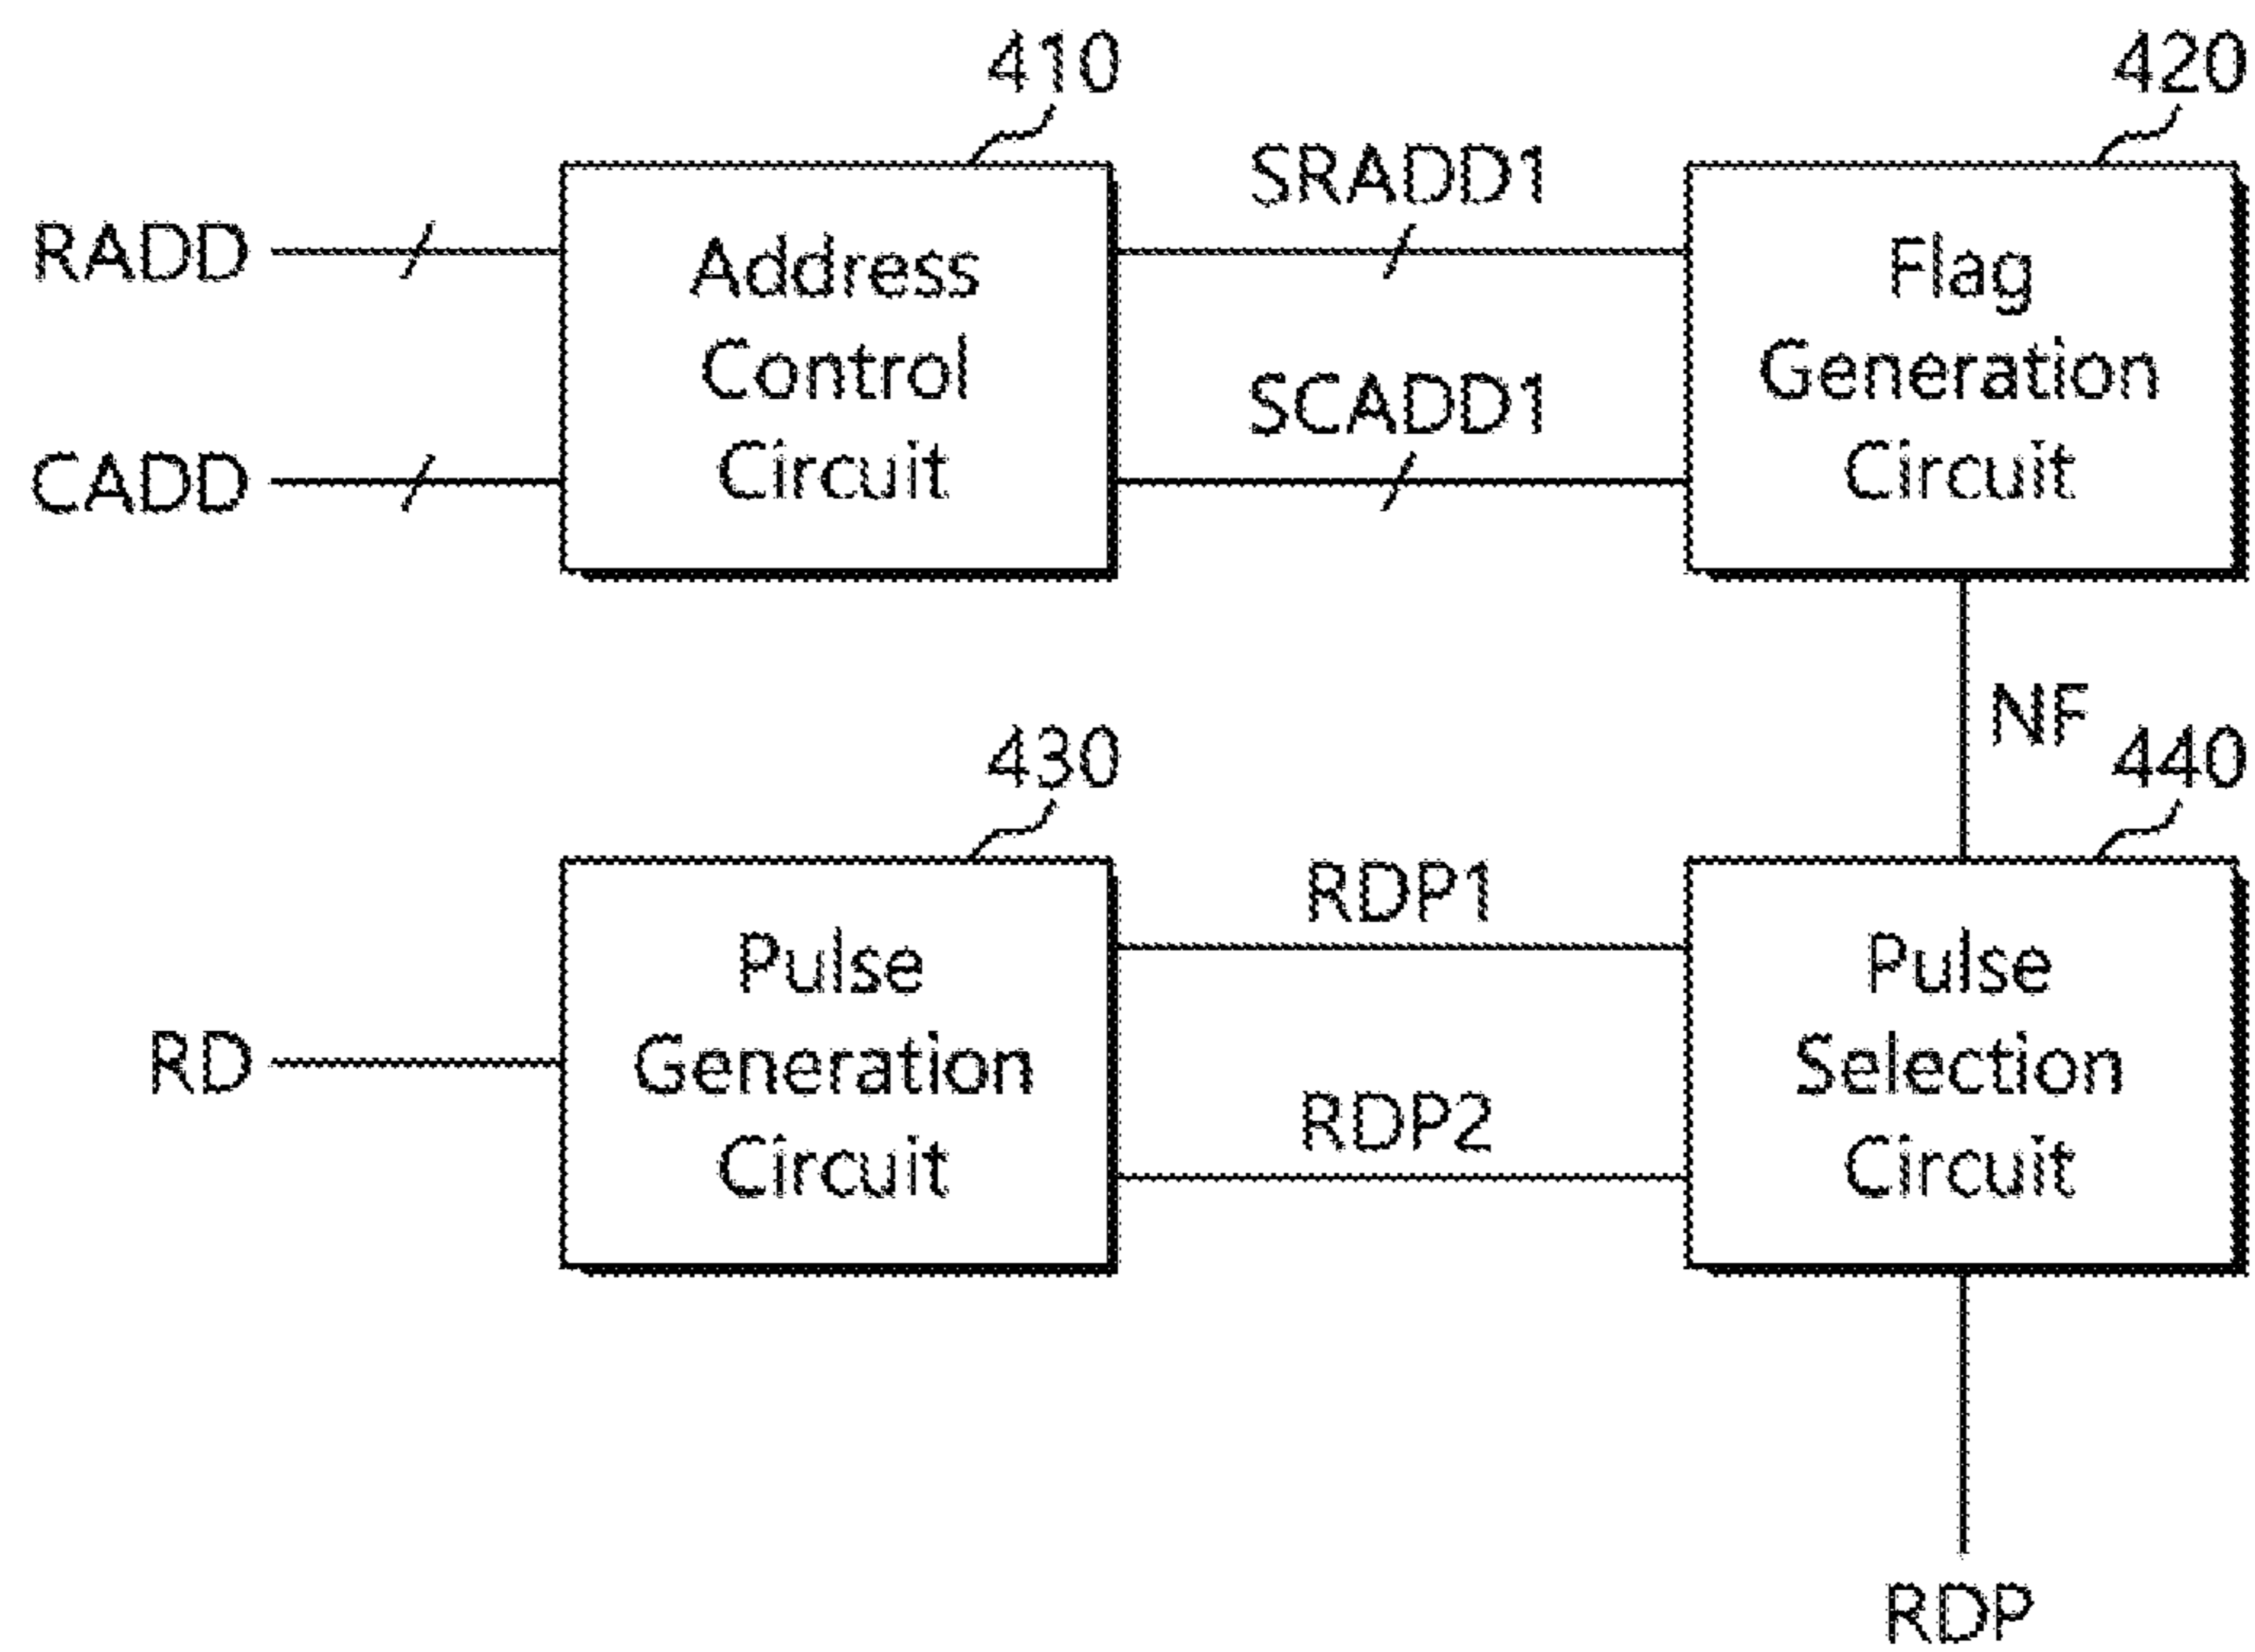 410
420
RADD
CADD
Address
Control
Circuit
SRADD1
SCADD1
Flag
Generation
Circuit
NF
430
440
RD
Pulse
Generation
Circuit
RDP1
RDP2
Pulse
Selection
Circuit
RDP